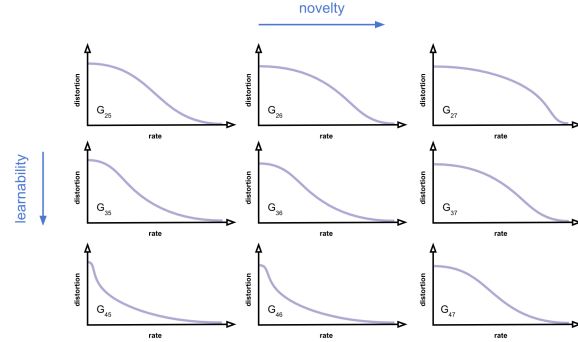 novelty
learnability
distortion
G25
rate
distortion
G26
rate
distortion
G27
rate
distortion
G35
rate
distortion
G36
rate
distortion
G37
rate
distortion
G45
rate
distortion
G46
rate
distortion
G47
rate